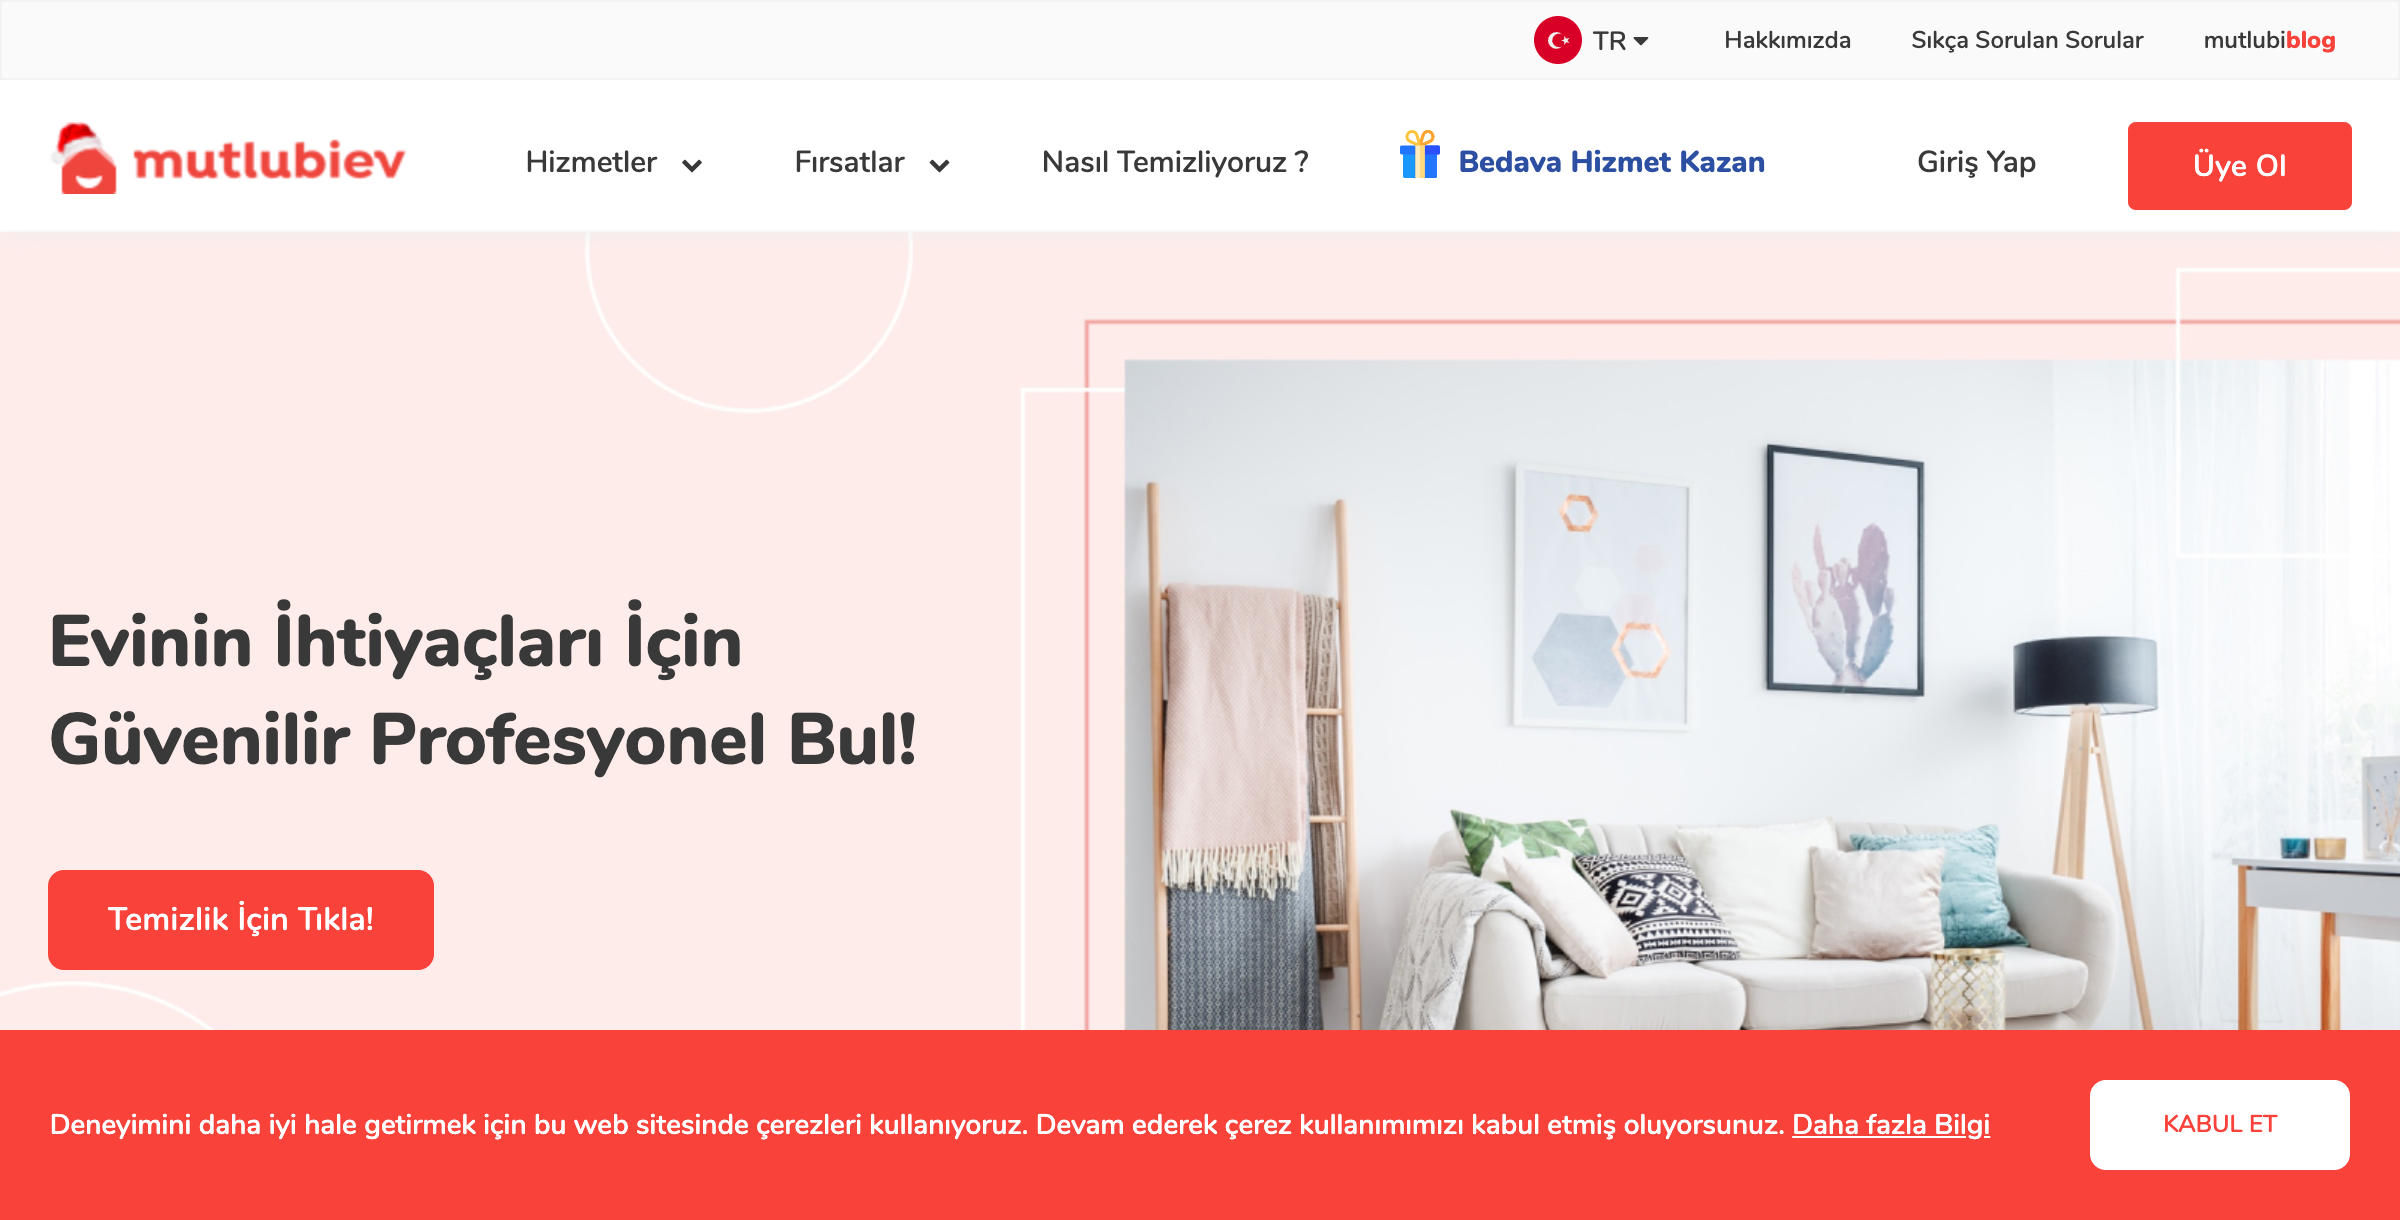 TR
Hakkımızda
Sıkça Sorulan Sorular
mutlubiblog
mutlubiev
Hizmetler
Fırsatlar
Nasıl Temizliyoruz ?
Bedava Hizmet Kazan
Giriş Yap
Üye Ol
Evinin İhtiyaçları İçin
Güvenilir Profesyonel Bul!
Temizlik İçin Tıkla!
Deneyimini daha iyi hale getirmek için bu web sitesinde çerezleri kullanıyoruz. Devam ederek çerez kullanımımızı kabul etmiş oluyorsunuz. Daha fazla Bilgi
KABUL ET